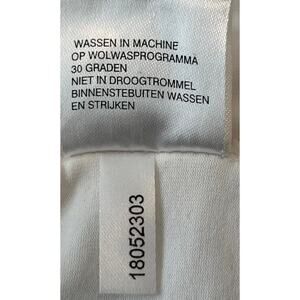 WASSEN IN MACHINE
OP WOLWASPROGRAMMA
30 GRADEN
NIET IN DROOGTROMMEL
BINNENSTEBUITEN WASSEN
EN STRIJKEN
18052303